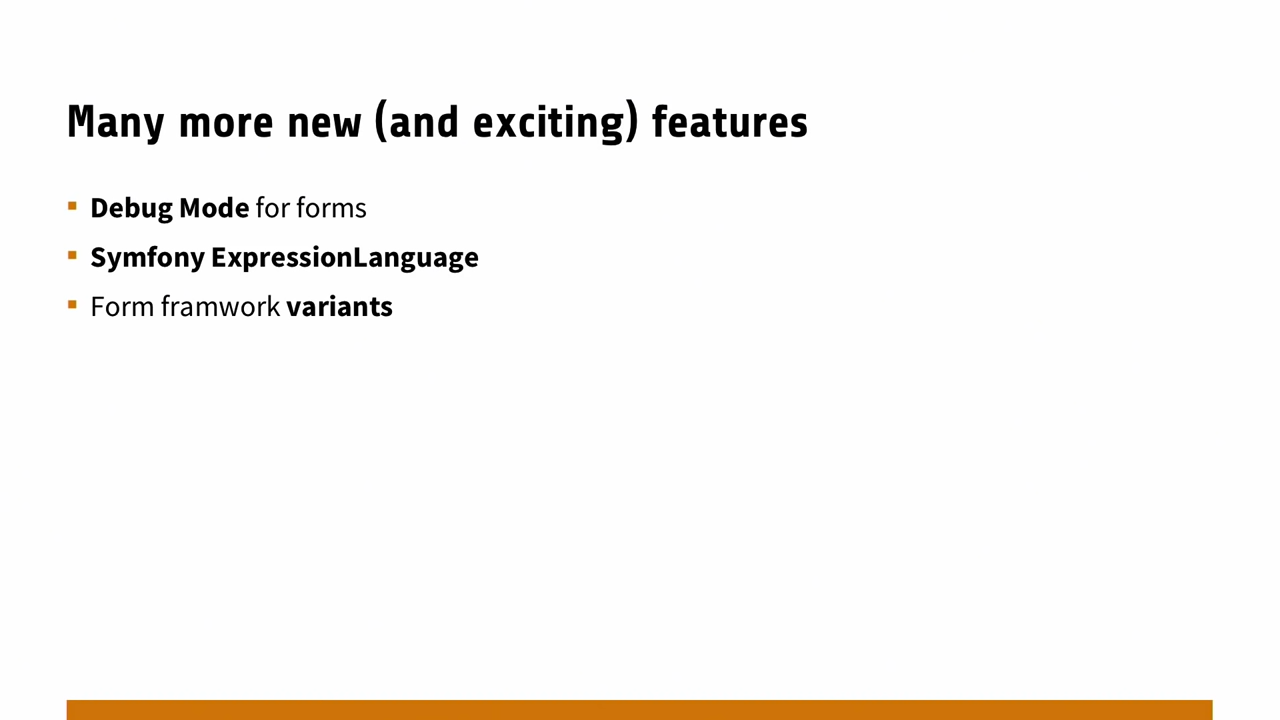 Many more new (and exciting) features
Debug Mode for forms
Symfony ExpressionLanguage
Form framwork variants